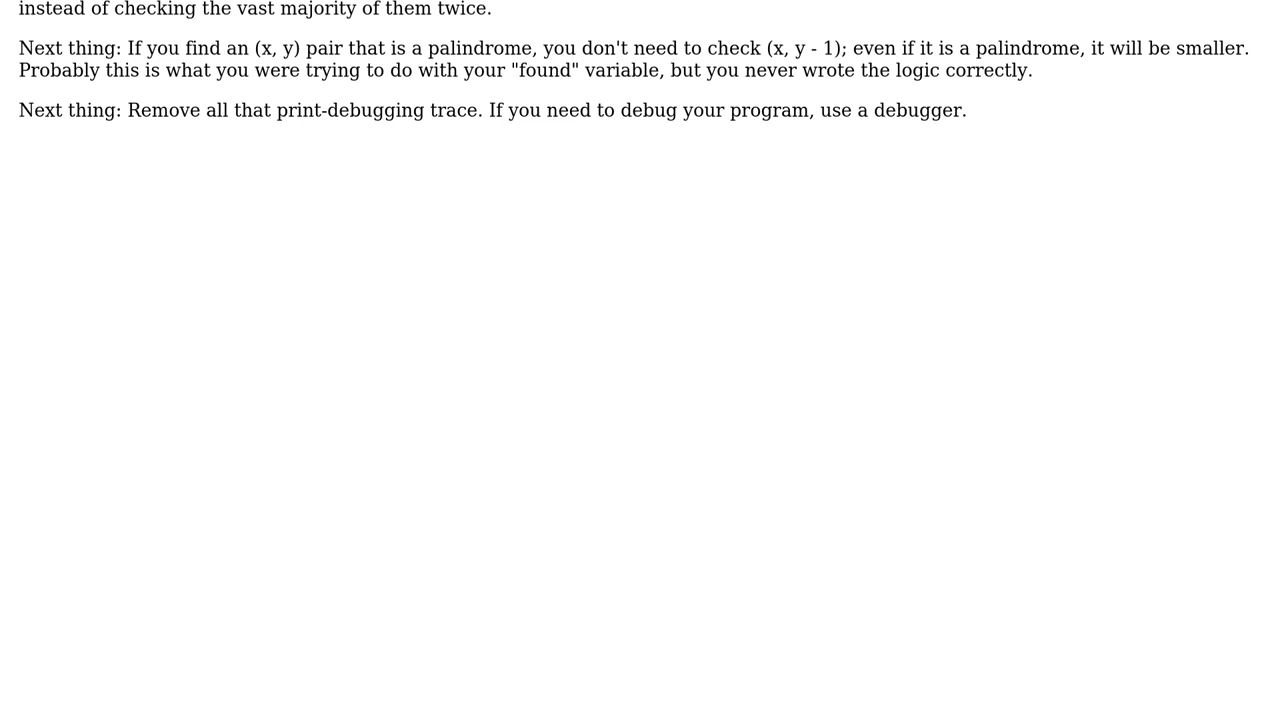 instead of checking the vast majority of them twice.
Next thing: If you find an (x, y) pair that is a palindrome, you don't need to check (x, y - 1); even if it is a palindrome, it will be smaller.
Probably this is what you were trying to do with your "found" variable, but you never wrote the logic correctly.
Next thing: Remove all that print-debugging trace. If you need to debug your program, use a debugger.